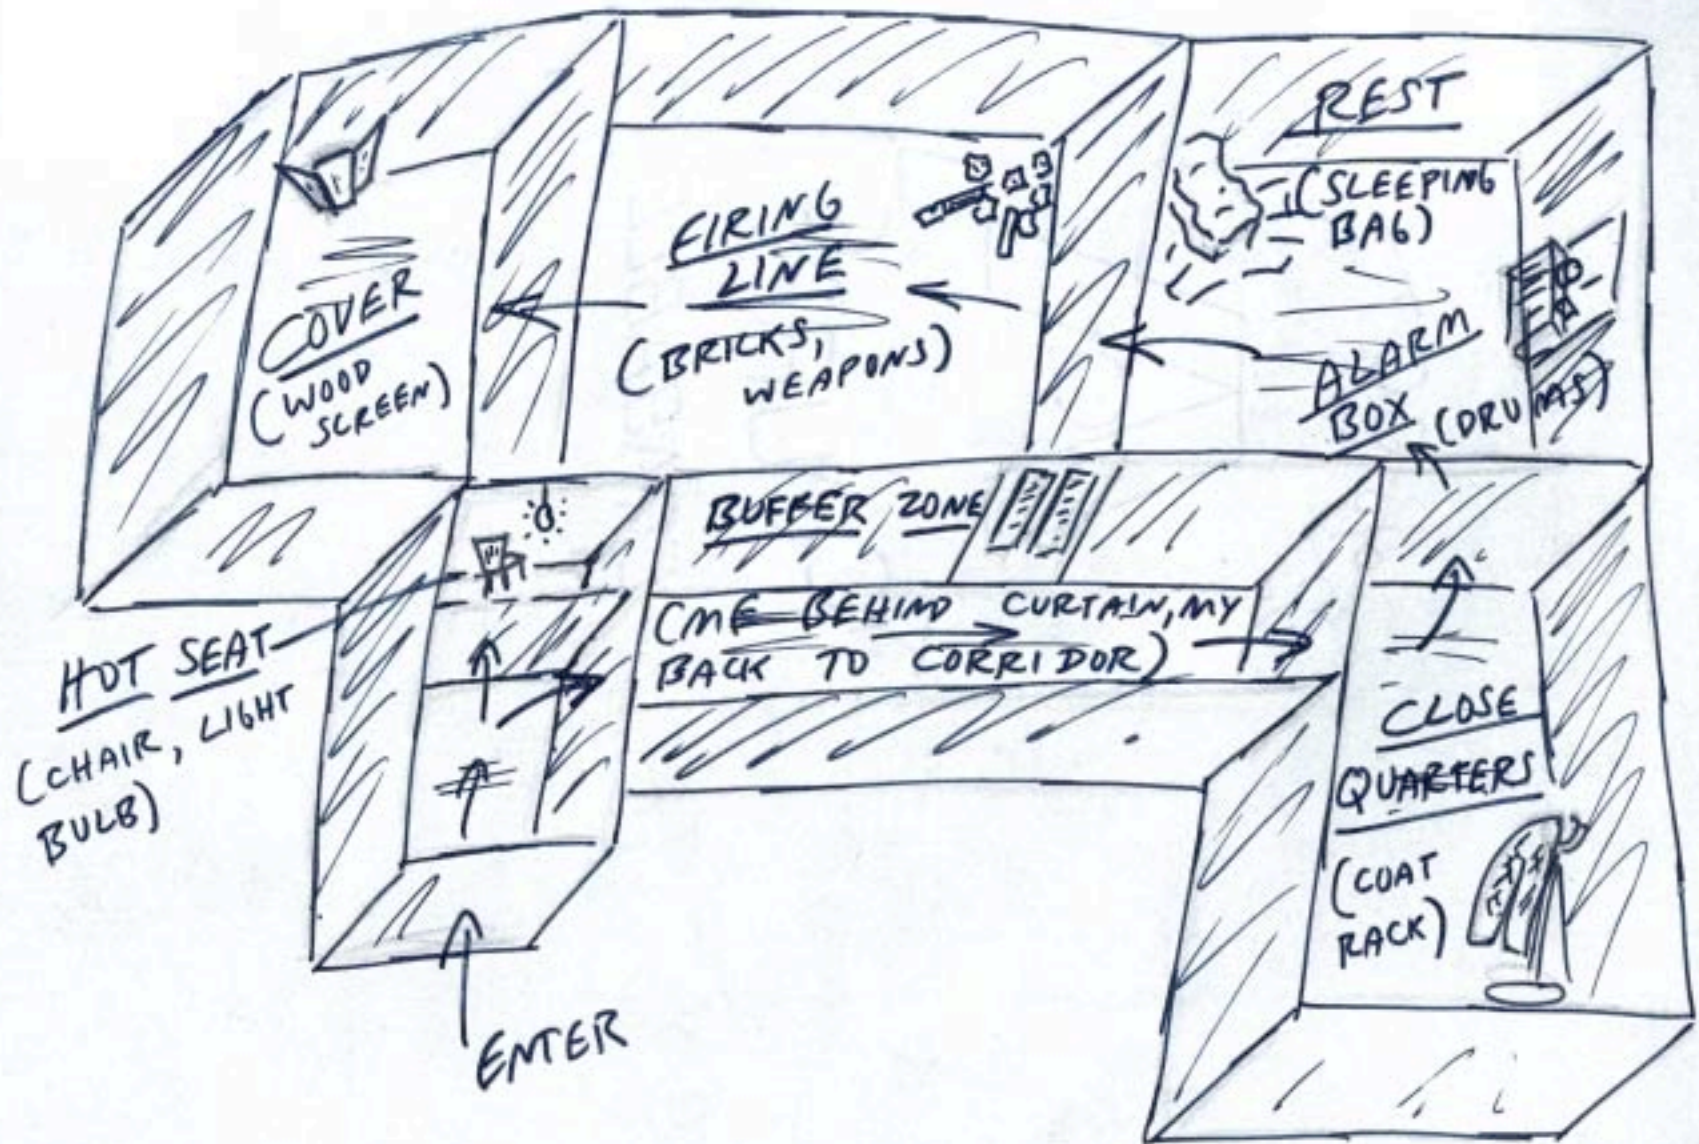 REST
(SLEEPING
BAG)
FIRING
LINE
(BRICKS,
WEAPONS)
COVER
(WOOD
SCREEN)
ALARM
BOX (DRUMS)
BUFFER ZONE
(ME BEHIND CURTAIN, MY
BACK TO CORRIDOR)
HOT SEAT
(CHAIR, LIGHT
BULB)
CLOSE
QUARTERS
(COAT
RACK)
ENTER